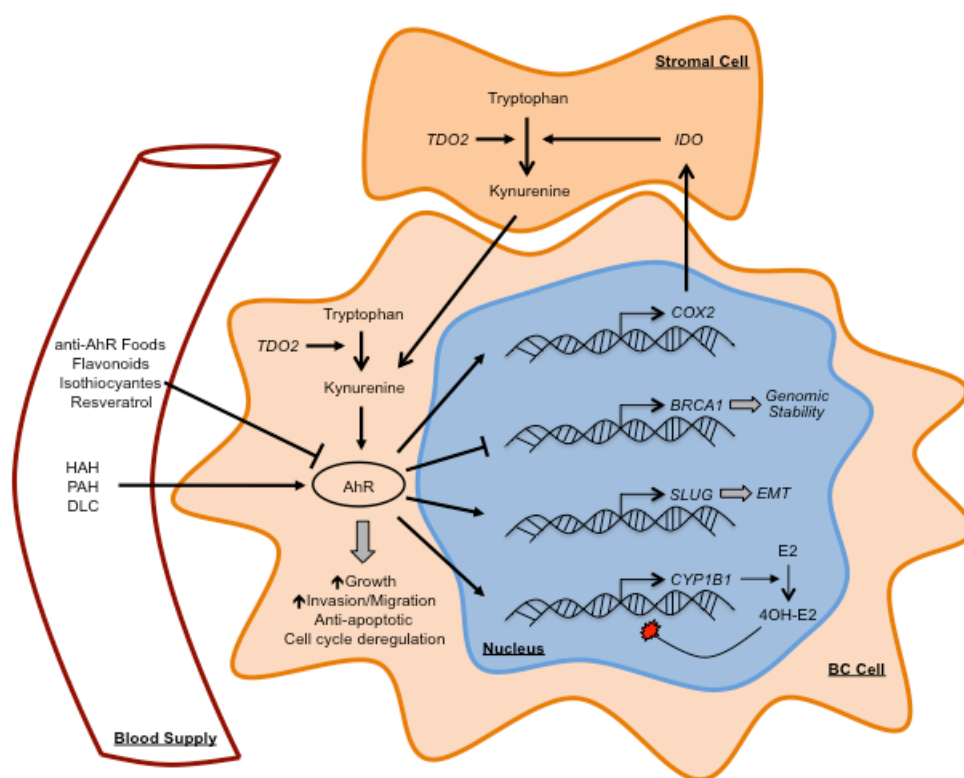 Stromal Cell
Tryptophan
TDO2
IDO
Kynurenine
Tryptophan
TDO2
Kynurenine
anti-AhR Foods
Flavonoids
Isothiocyantes
Resveratrol
HAH
PAH
DLC
AhR
Growth
Invasion/Migration
Anti-apoptotic
Cell cycle deregulation
COX2
BRCA1
Genomic
Stability
SLUG
EMT
CYP1B1
E2
4OH-E2
Nucleus
BC Cell
Blood Supply